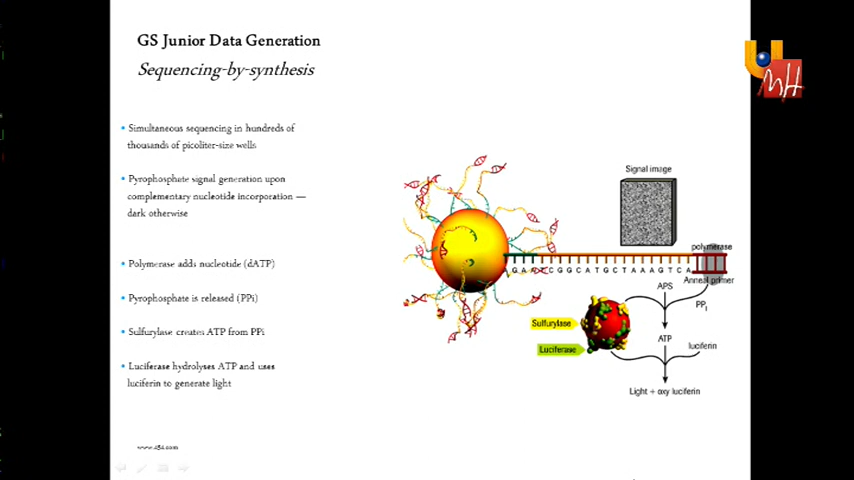 GS Junior Data Generation
Sequencing-by-synthesis
• Simultaneous sequencing in hundreds of
thousands of picoliter-size wells
• Pyrophosphate signal generation upon
complementary nucleotide incorporation —
dark otherwise
• Polymerase adds nucleotide (dATP)
• Pyrophosphate is released (PPi)
• Sulfurylase creates ATP from PPi
• Luciferase hydrolyses ATP and uses
luciferin to generate light
www.454.com
UMH
Signal image
polymerase
A G A A T C G G C A T G C T A A A G T C A
Anneal primer
APS
PPi
Sulfurylase
Luciferase
ATP
luciferin
Light + oxy luciferin